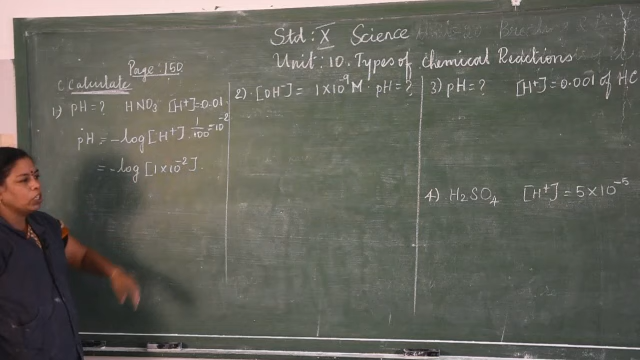 Std: X Science
Unit: 10. Types of Chemical Reactions
Page: 150
C. Calculate
1) pH = ? HNO₃ [H⁺] = 0.01
pH = -log [H⁺] 1/100 = 10⁻²
= -log [1 × 10⁻²].
2) [OH⁻] = 1×10⁻⁹ M pH = ?
3) pH = ? [H⁺] = 0.001 of HC
4) H₂SO₄ [H⁺] = 5 × 10⁻⁵